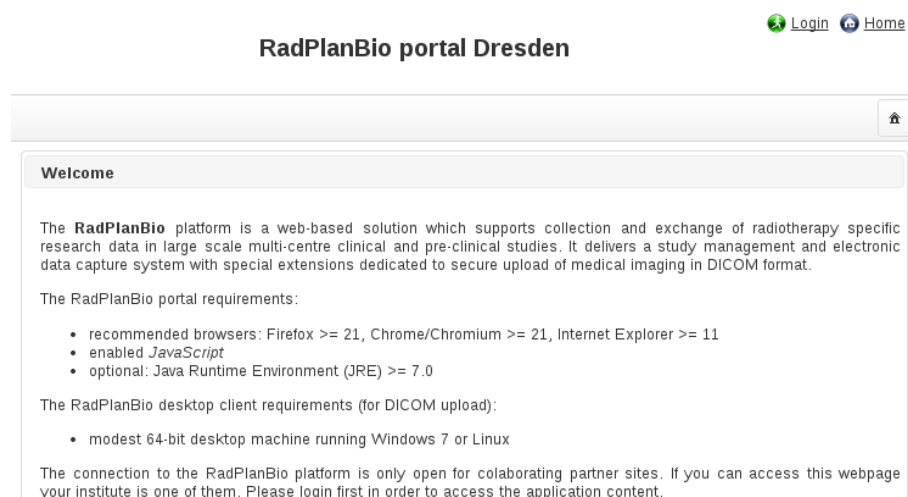 Login Home
RadPlanBio portal Dresden
Welcome
The RadPlanBio platform is a web-based solution which supports collection and exchange of radiotherapy specific
research data in large scale multi-centre clinical and pre-clinical studies. It delivers a study management and electronic
data capture system with special extensions dedicated to secure upload of medical imaging in DICOM format.
The RadPlanBio portal requirements:
• recommended browsers: Firefox >= 21, Chrome/Chromium >= 21, Internet Explorer >= 11
• enabled JavaScript
• optional: Java Runtime Environment (JRE) >= 7.0
The RadPlanBio desktop client requirements (for DICOM upload):
• modest 64-bit desktop machine running Windows 7 or Linux
The connection to the RadPlanBio platform is only open for colaborating partner sites. If you can access this webpage
your institute is one of them. Please login first in order to access the application content.